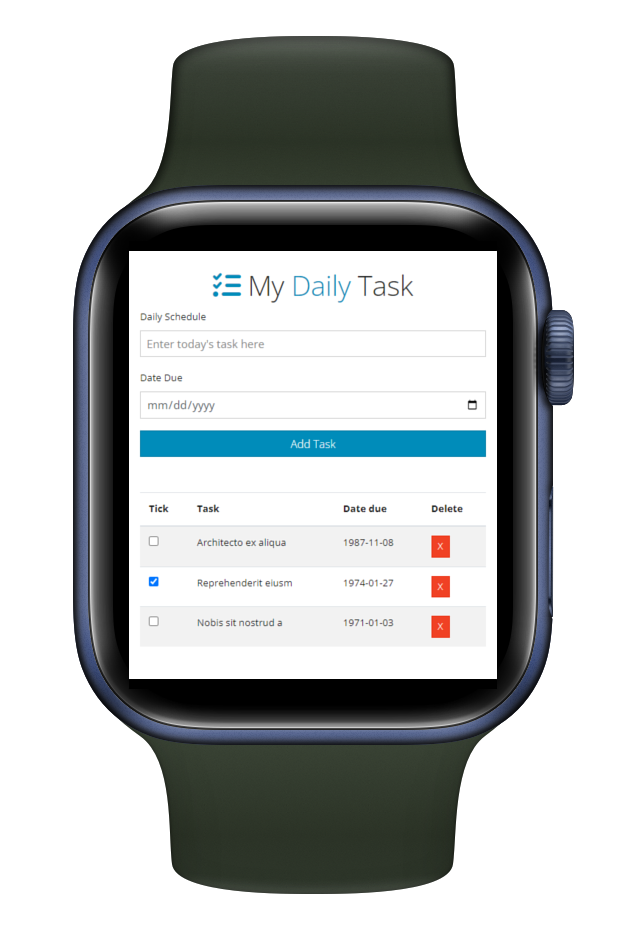 My Daily Task
Daily Schedule
Enter today's task here
Date Due
mm/dd/yyyy
Add Task
Tick Task Date due Delete
Architecto ex aliqua 1987-11-08 X
Reprehenderit eiusm 1974-01-27 X
Nobis sit nostrud a 1971-01-03 X